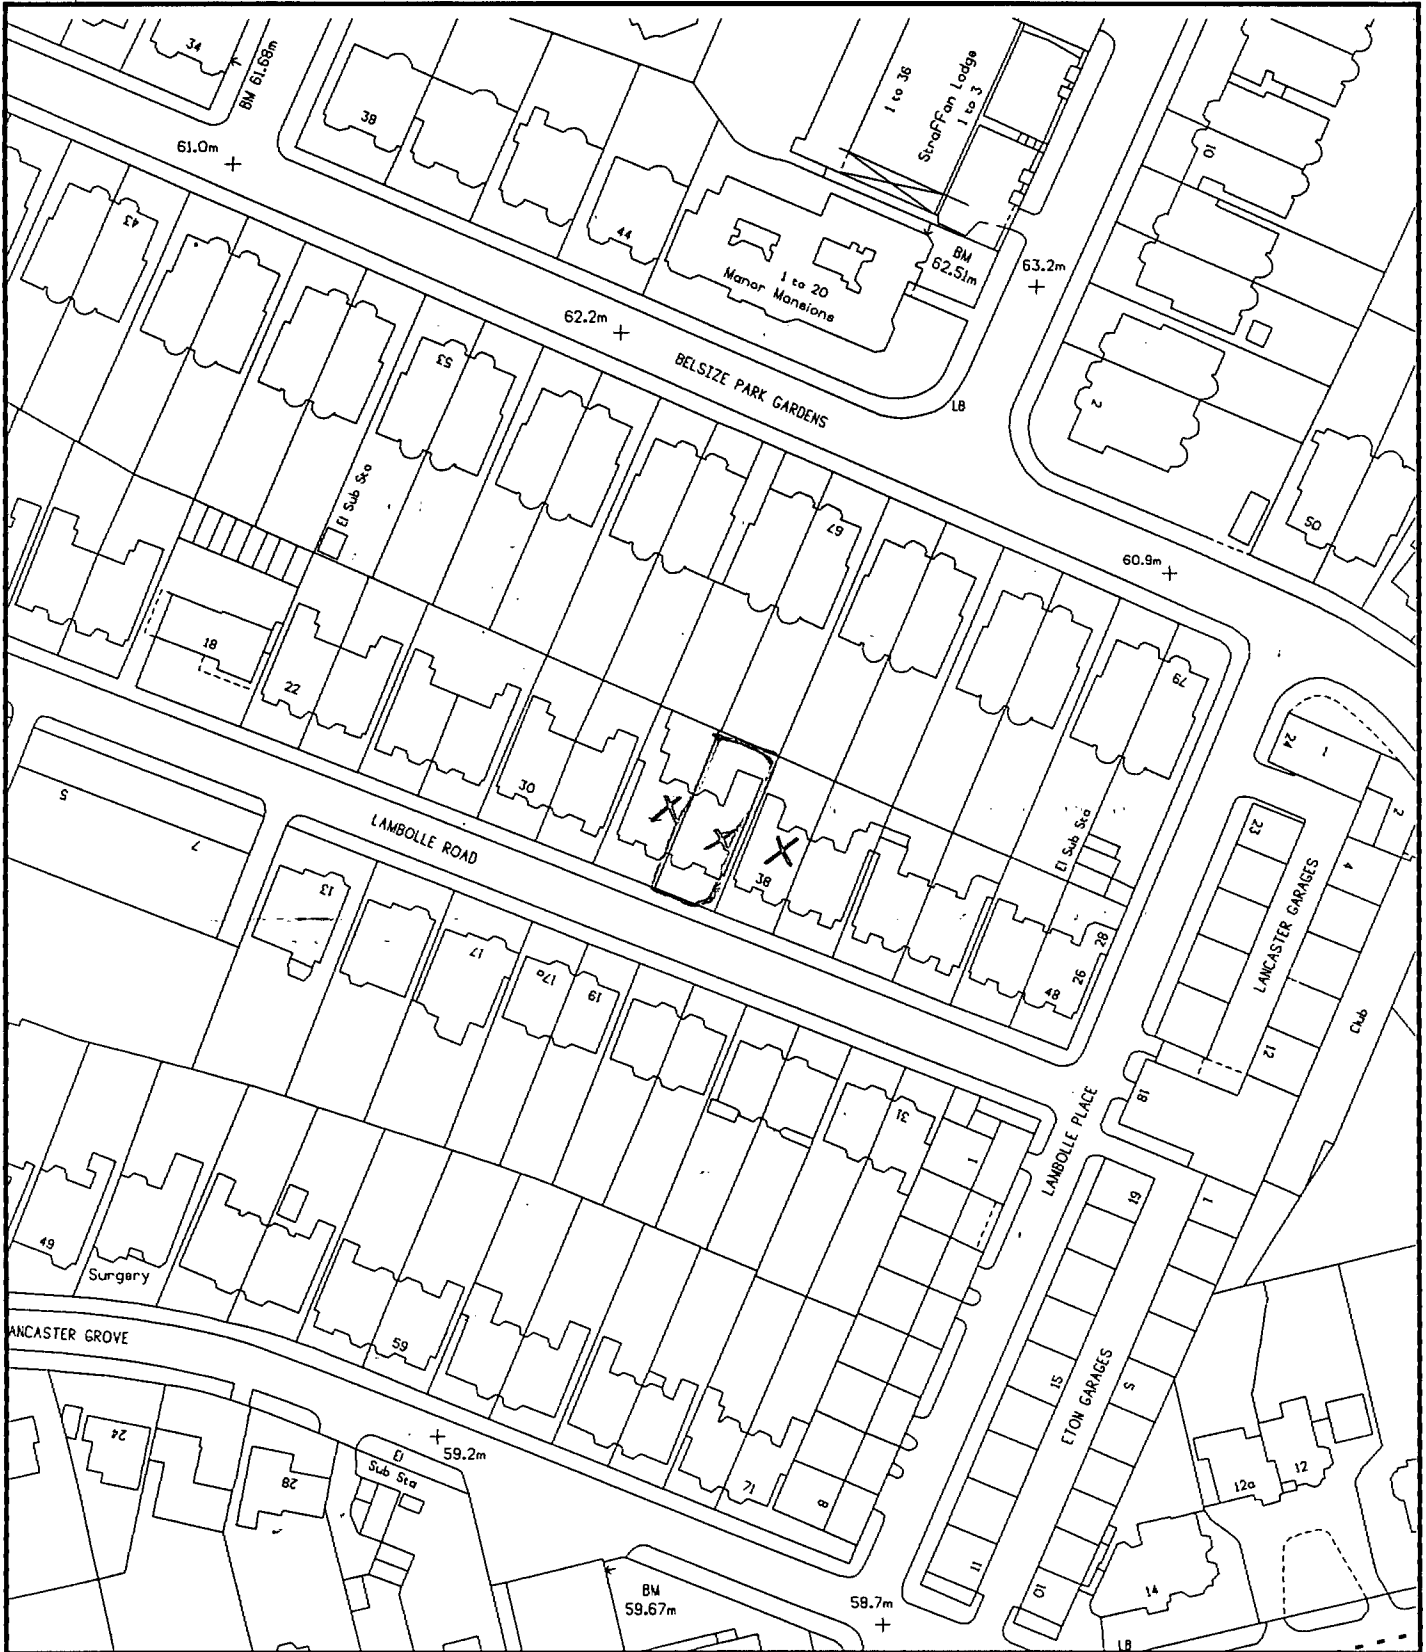 34
BM 61.68m
38
1 to 36
Straffan Lodge
1 to 3
10
61.0m
43
44
BM
62.51m
63.2m
1 to 20
Manor Mansions
62.2m
53
BELSIZE PARK GARDENS
LB
2
El Sub Sta
67
50
60.9m
18
22
79
24
1
2
30
El Sub Sta
23
4
5
LAMBOLLE ROAD
7
X
X
X
38
LANCASTER GARAGES
13
17
17a
19
28
26
48
Club
12
31
1
18
LAMBOLLE PLACE
19
1
49
Surgery
59
ANCASTER GROVE
15
ETON GARAGES
5
24
28
El
Sub Sta
59.2m
71
8
12a
12
11
10
14
BM
59.67m
59.7m
LB